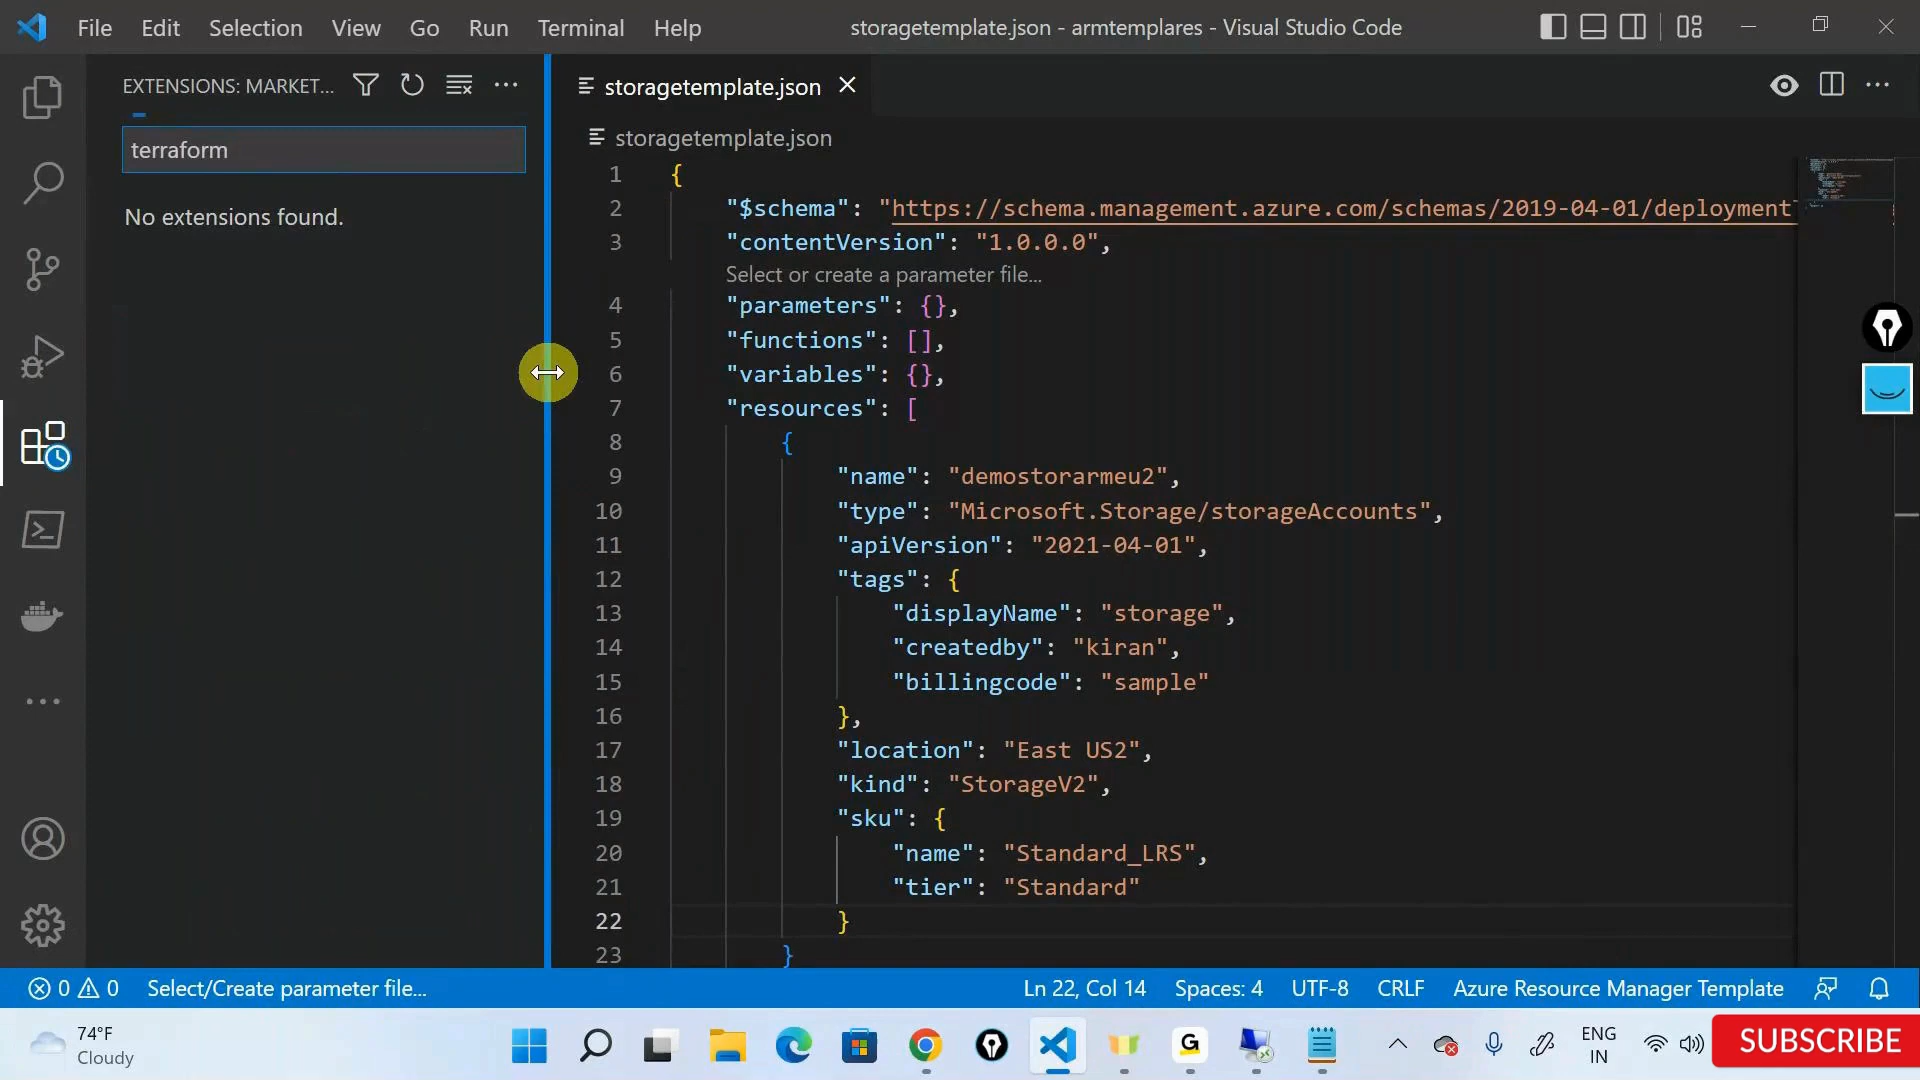 File Edit Selection View Go Run Terminal Help storagetemplate.json - armtemplares - Visual Studio Code
EXTENSIONS: MARKET...
terraform
No extensions found.
storagetemplate.json
storagetemplate.json
1 {
2 "$schema": "https://schema.management.azure.com/schemas/2019-04-01/deployment
3 "contentVersion": "1.0.0.0",
Select or create a parameter file...
4 "parameters": {},
5 "functions": [],
6 "variables": {},
7 "resources": [
8 {
9 "name": "demostorarmeu2",
10 "type": "Microsoft.Storage/storageAccounts",
11 "apiVersion": "2021-04-01",
12 "tags": {
13 "displayName": "storage",
14 "createdby": "kiran",
15 "billingcode": "sample"
16 },
17 "location": "East US2",
18 "kind": "StorageV2",
19 "sku": {
20 "name": "Standard_LRS",
21 "tier": "Standard"
22 }
23 }
0 0 Select/Create parameter file... Ln 22, Col 14 Spaces: 4 UTF-8 CRLF Azure Resource Manager Template
74°F
Cloudy
G
ENG
IN
SUBSCRIBE